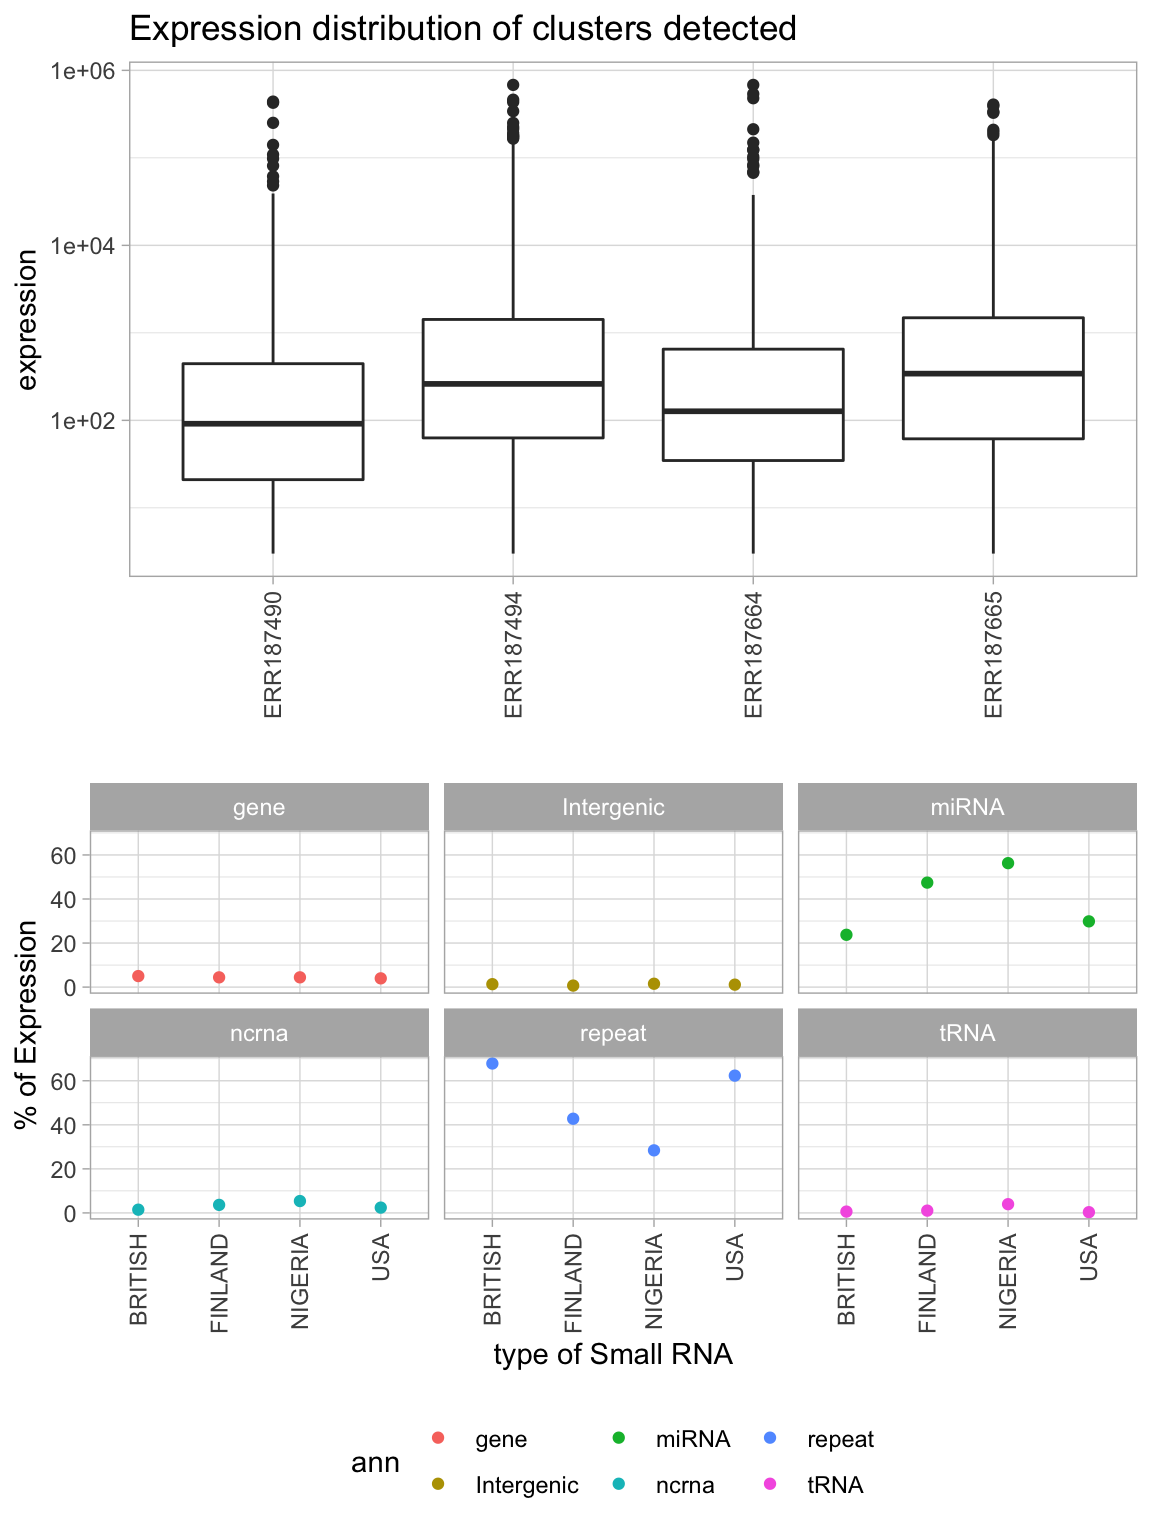 Expression distribution of clusters detected
1e+06
1e+04
1e+02
expression
ERR187490
ERR187494
ERR187664
ERR187665
gene
Intergenic
miRNA
60
40
20
0
ncrna
repeat
tRNA
60
40
20
0
% of Expression
BRITISH
FINLAND
NIGERIA
USA
BRITISH
FINLAND
NIGERIA
USA
BRITISH
FINLAND
NIGERIA
USA
type of Small RNA
ann
gene
miRNA
repeat
Intergenic
ncrna
tRNA